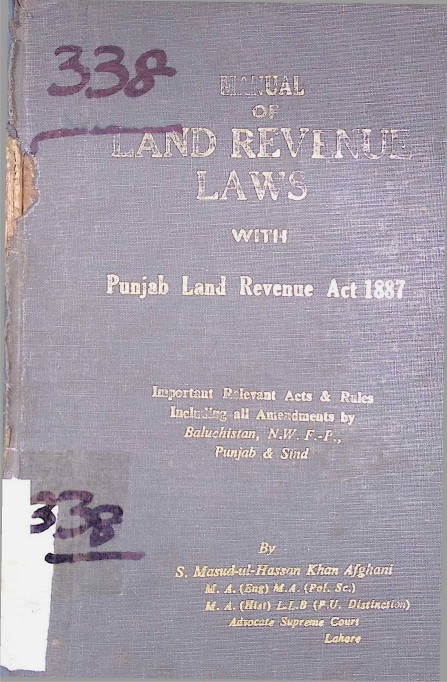 338
MANUAL
OF
LAND REVENUE
LAWS
WITH
Punjab Land Revenue Act 1887
Important Relevant Acts & Rules
Including all Amendments by
Baluchistan, N.W. F.-P.,
Punjab & Sind
338
By
S. Masud-ul-Hassan Khan Afghani
M. A. (Eng) M.A. (Pol. Sc.)
M. A. (Hist) L.L.B (P.U. Distinction)
Advocate Supreme Court
Lahore